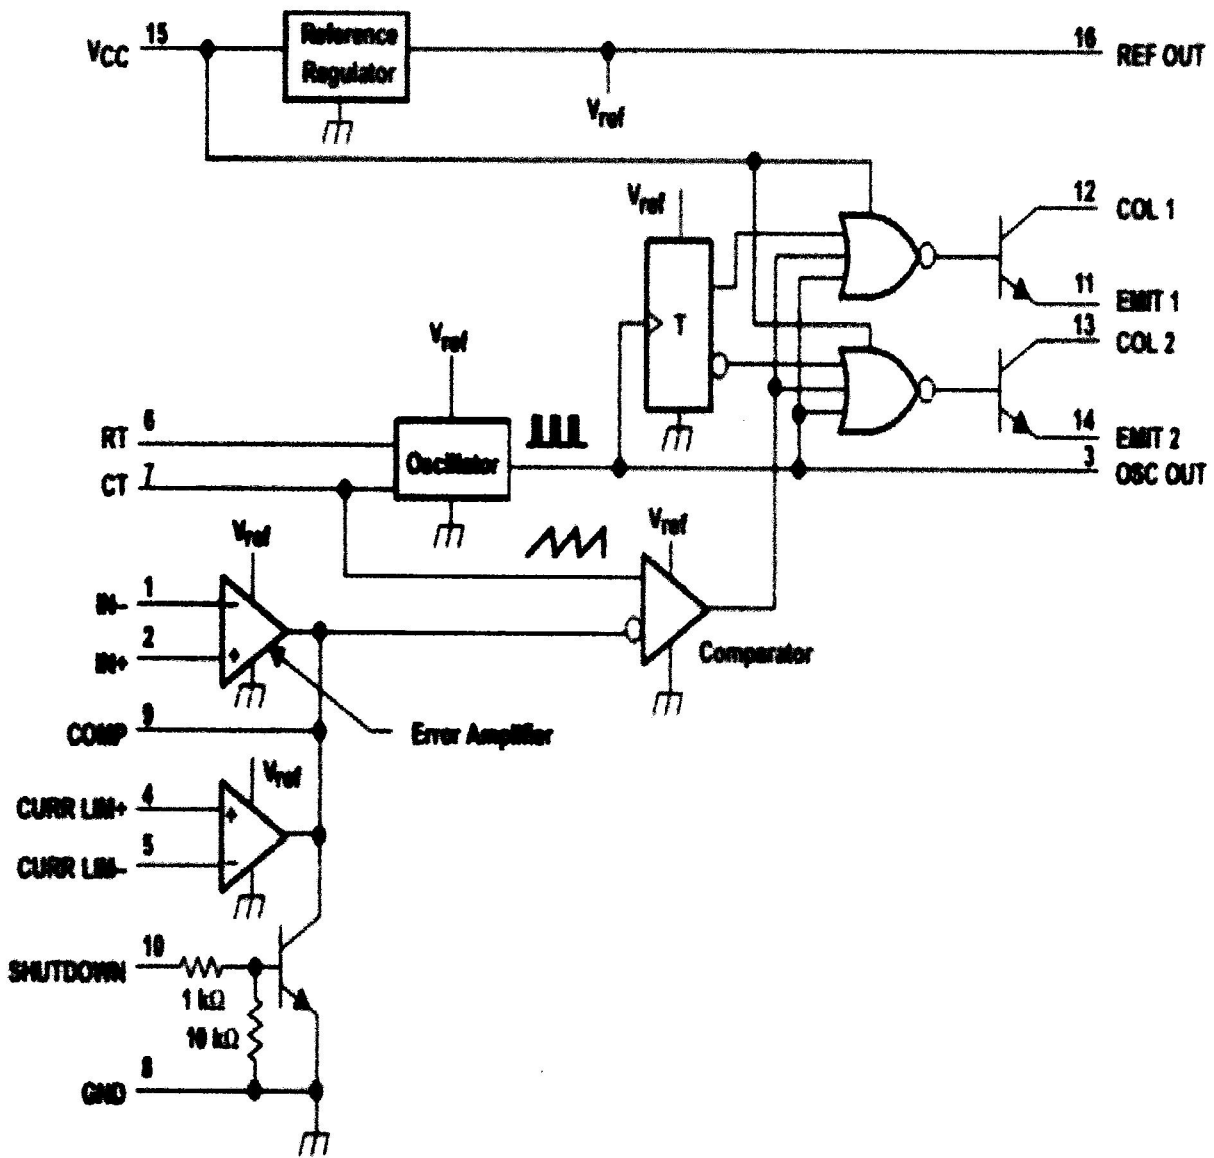 VCC
15
Reference
Regulator
Vref
16
REF OUT
Vref
T
12
COL 1
11
EMIT 1
13
COL 2
14
EMIT 2
3
OSC OUT
Vref
RT
6
CT
7
Oscillator
Vref
IN–
1
IN+
2
Vref
Comparator
COMP
9
Error Amplifier
Vref
CURR LIM+
4
CURR LIM–
5
SHUTDOWN
10
1 kΩ
10 kΩ
GND
8